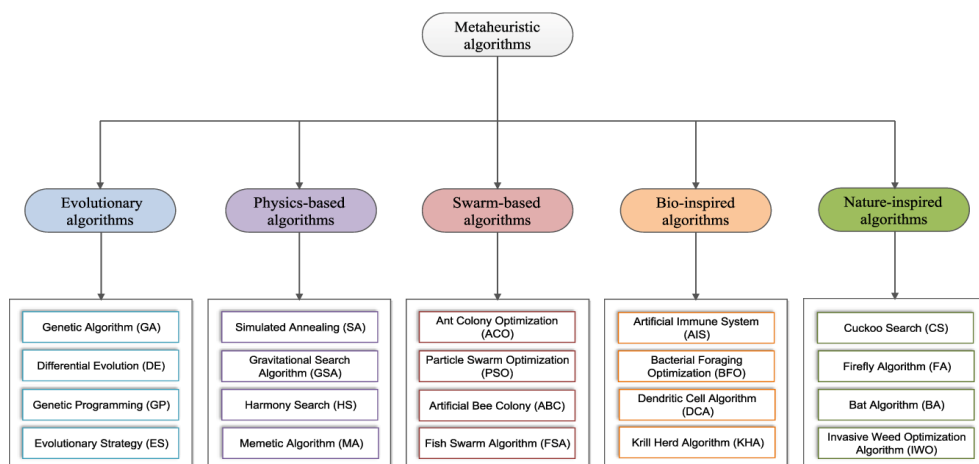 Metaheuristic
algorithms
Evolutionary
algorithms
Physics-based
algorithms
Swarm-based
algorithms
Bio-inspired
algorithms
Nature-inspired
algorithms
Genetic Algorithm (GA)
Differential Evolution (DE)
Genetic Programming (GP)
Evolutionary Strategy (ES)
Simulated Annealing (SA)
Gravitational Search
Algorithm (GSA)
Harmony Search (HS)
Memetic Algorithm (MA)
Ant Colony Optimization
(ACO)
Particle Swarm Optimization
(PSO)
Artificial Bee Colony (ABC)
Fish Swarm Algorithm (FSA)
Artificial Immune System
(AIS)
Bacterial Foraging
Optimization (BFO)
Dendritic Cell Algorithm
(DCA)
Krill Herd Algorithm (KHA)
Cuckoo Search (CS)
Firefly Algorithm (FA)
Bat Algorithm (BA)
Invasive Weed Optimization
Algorithm (IWO)